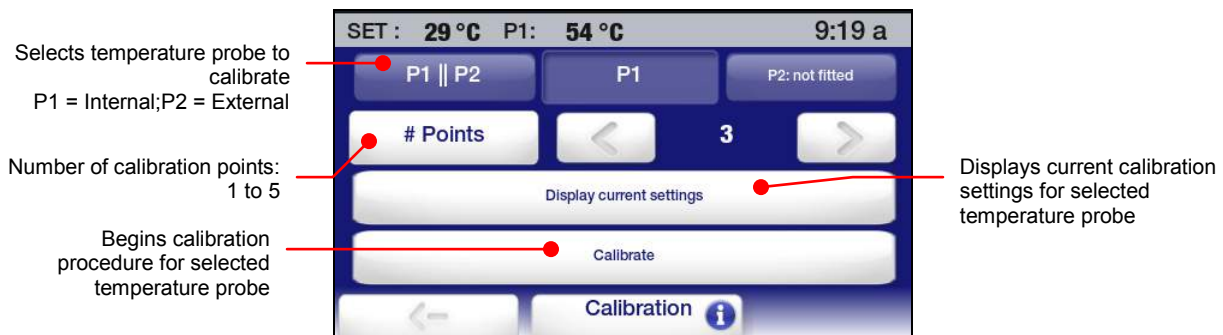 SET : 29 °C P1: 54 °C 9:19 a
Selects temperature probe to
calibrate
P1 = Internal;P2 = External
P1 || P2 P1 P2: not fitted
# Points < 3 >
Number of calibration points:
1 to 5
Display current settings
Displays current calibration
settings for selected
temperature probe
Begins calibration
procedure for selected
temperature probe
Calibrate
<- Calibration i